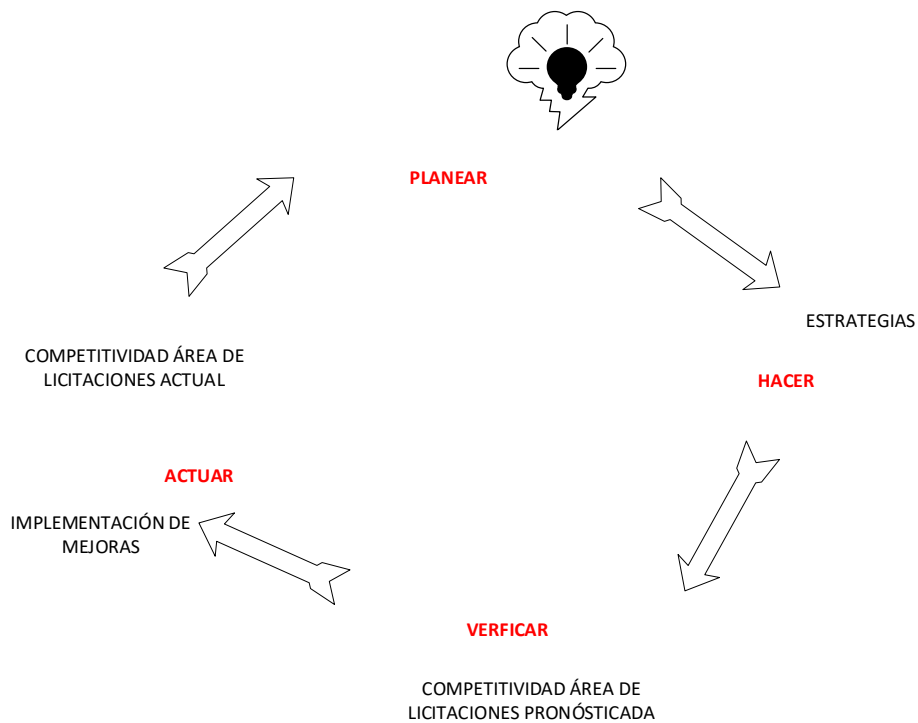 PLANEAR
ESTRATEGIAS
HACER
COMPETITIVIDAD ÁREA DE
LICITACIONES ACTUAL
ACTUAR
IMPLEMENTACIÓN DE
MEJORAS
VERFICAR
COMPETITIVIDAD ÁREA DE
LICITACIONES PRONÓSTICADA